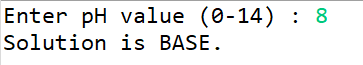 Enter pH value (0-14) : 8
Solution is BASE.